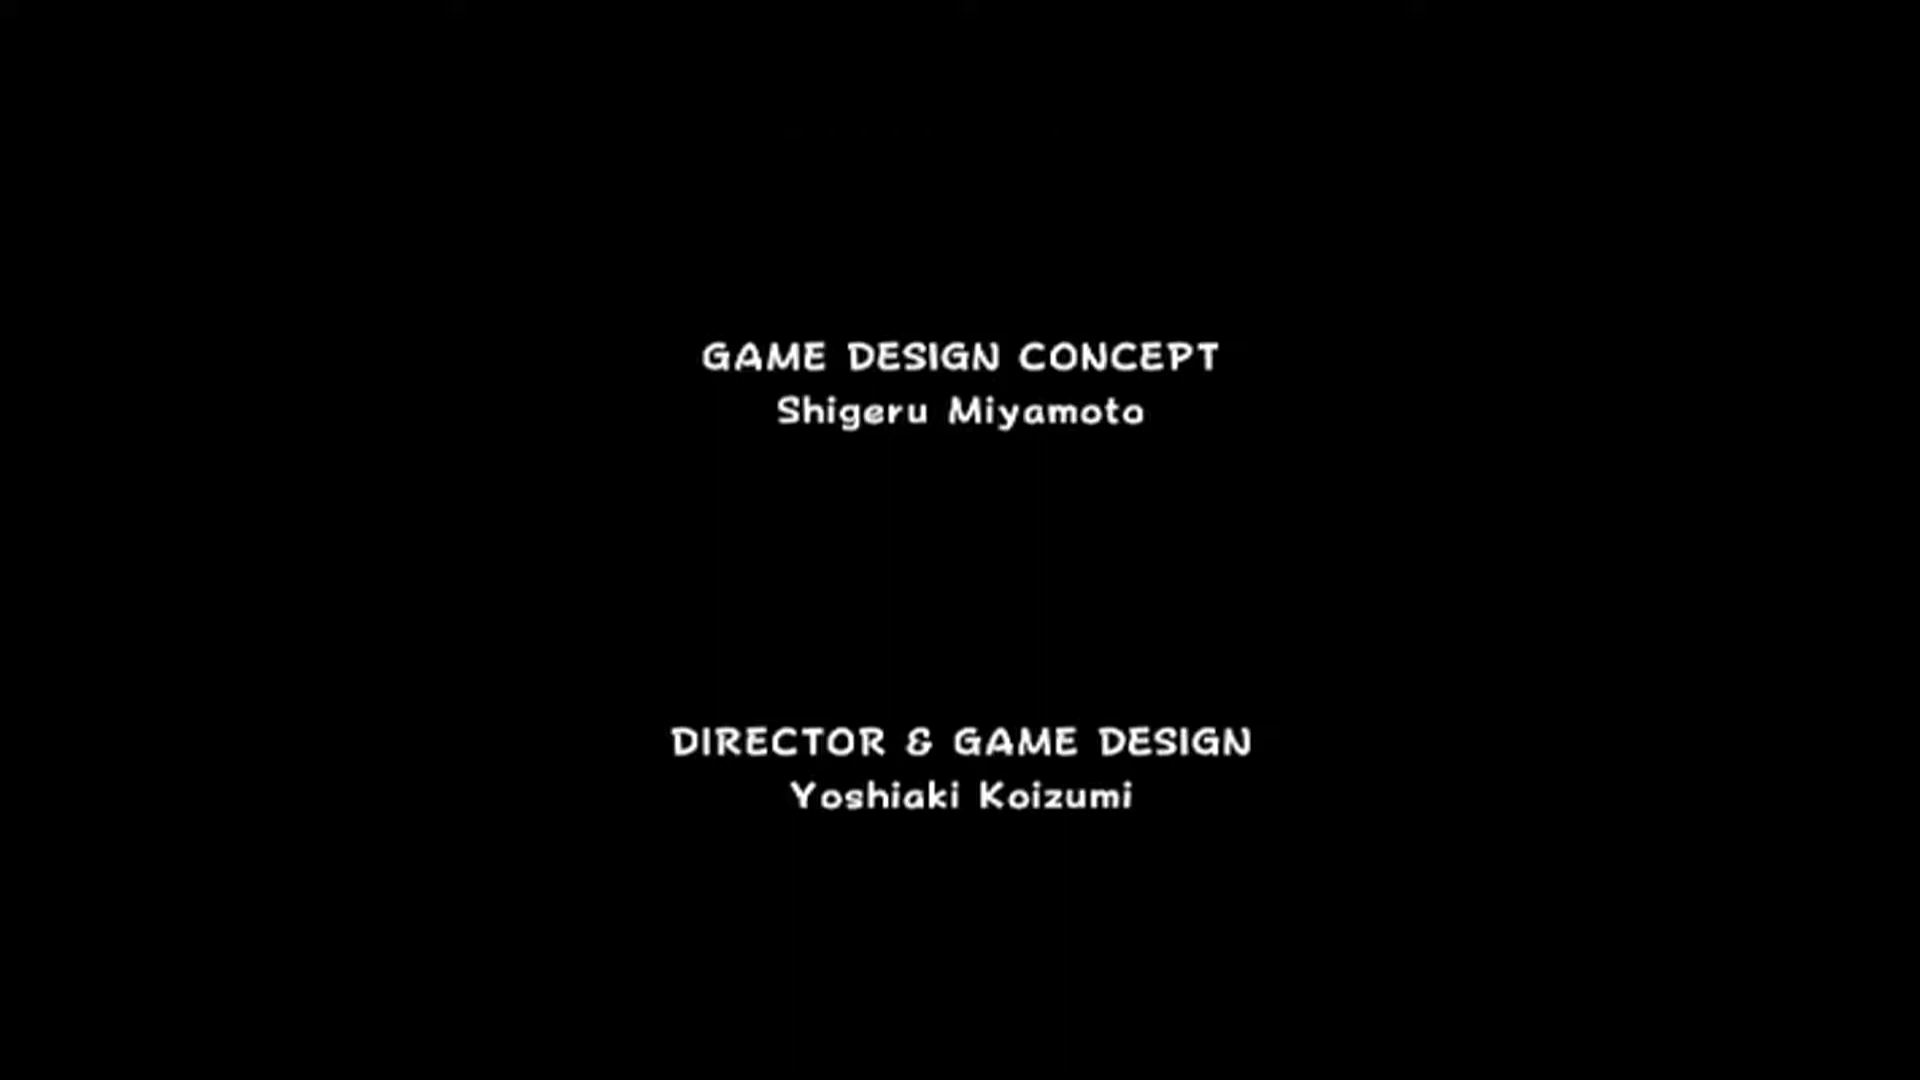 GAME DESIGN CONCEPT
Shigeru Miyamoto
DIRECTOR & GAME DESIGN
Yoshiaki Koizumi